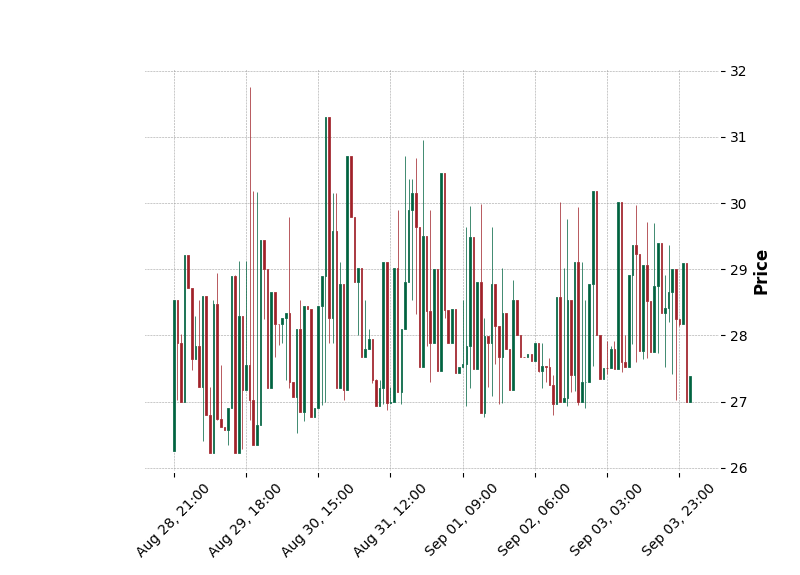 32
31
30
29
28
27
26
Price
Aug 28, 21:00
Aug 29, 18:00
Aug 30, 15:00
Aug 31, 12:00
Sep 01, 09:00
Sep 02, 06:00
Sep 03, 03:00
Sep 03, 23:00